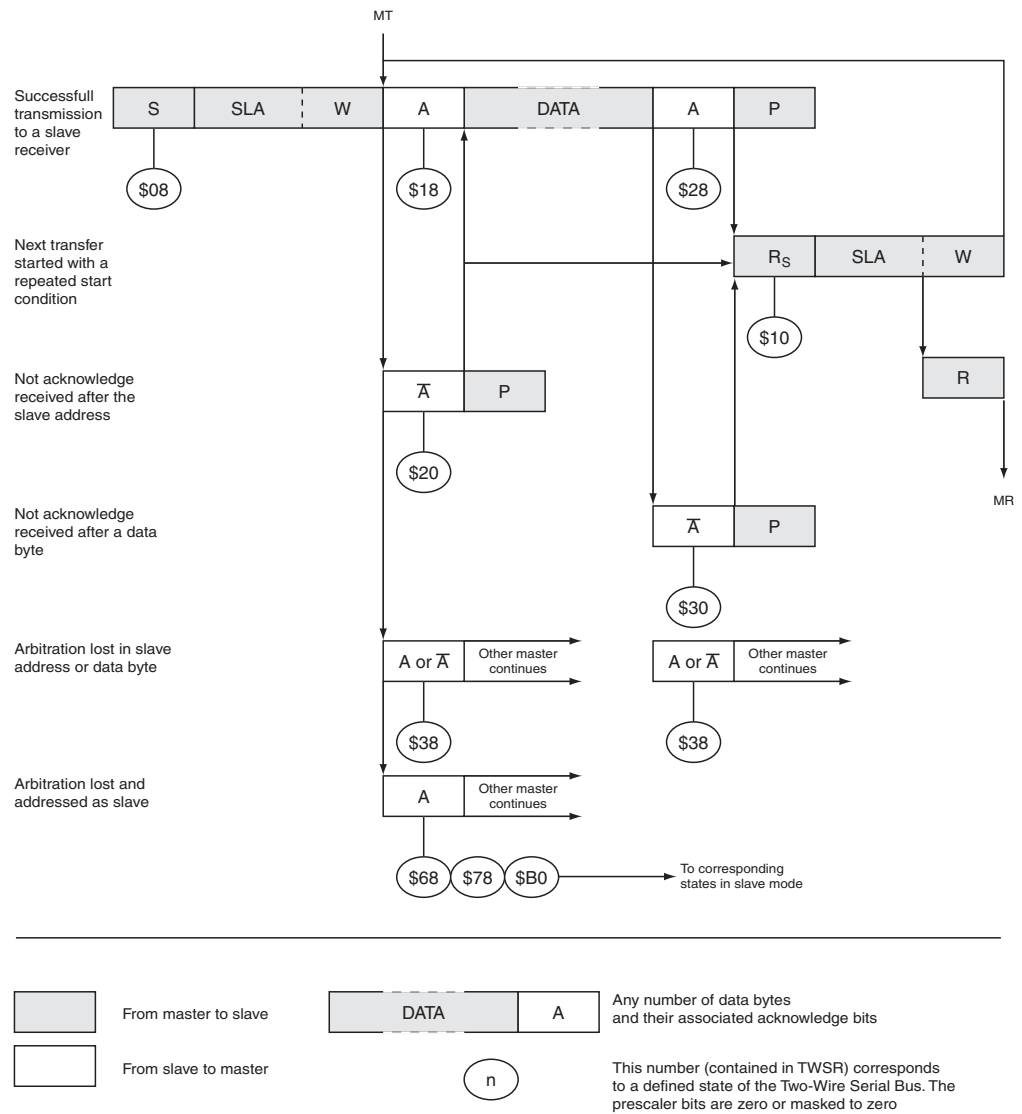 MT
Successfull
transmission
to a slave
receiver
S SLA W A DATA A P
$08 $18 $28
Next transfer
started with a
repeated start
condition
RS SLA W
$10
Not acknowledge
received after the
slave address
A̅ P
R
$20
MR
Not acknowledge
received after a data
byte
A̅ P
$30
Arbitration lost in slave
address or data byte
A or A̅
Other master
continues
A or A̅
Other master
continues
$38 $38
Arbitration lost and
addressed as slave
A
Other master
continues
$68 $78 $B0
To corresponding
states in slave mode
From master to slave
DATA A
Any number of data bytes
and their associated acknowledge bits
From slave to master
n
This number (contained in TWSR) corresponds
to a defined state of the Two-Wire Serial Bus. The
prescaler bits are zero or masked to zero